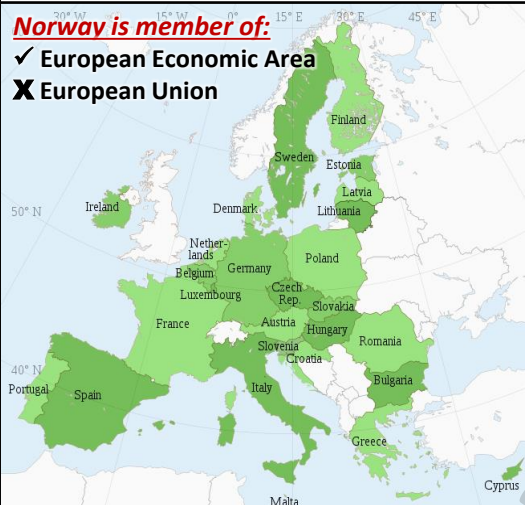 Norway is member of:
✓ European Economic Area
X European Union
30° W
20° W
10° W
0° E
15° E
30° E
45° E
Finland
Sweden
Estonia
Latvia
Lithuania
Ireland
Denmark
50° N
Nether-
lands
Belgium
Germany
Poland
Luxembourg
Czech
Rep.
Slovakia
France
Austria
Hungary
Slovenia
Croatia
Romania
40° N
Portugal
Spain
Italy
Bulgaria
Greece
Malta
Cyprus